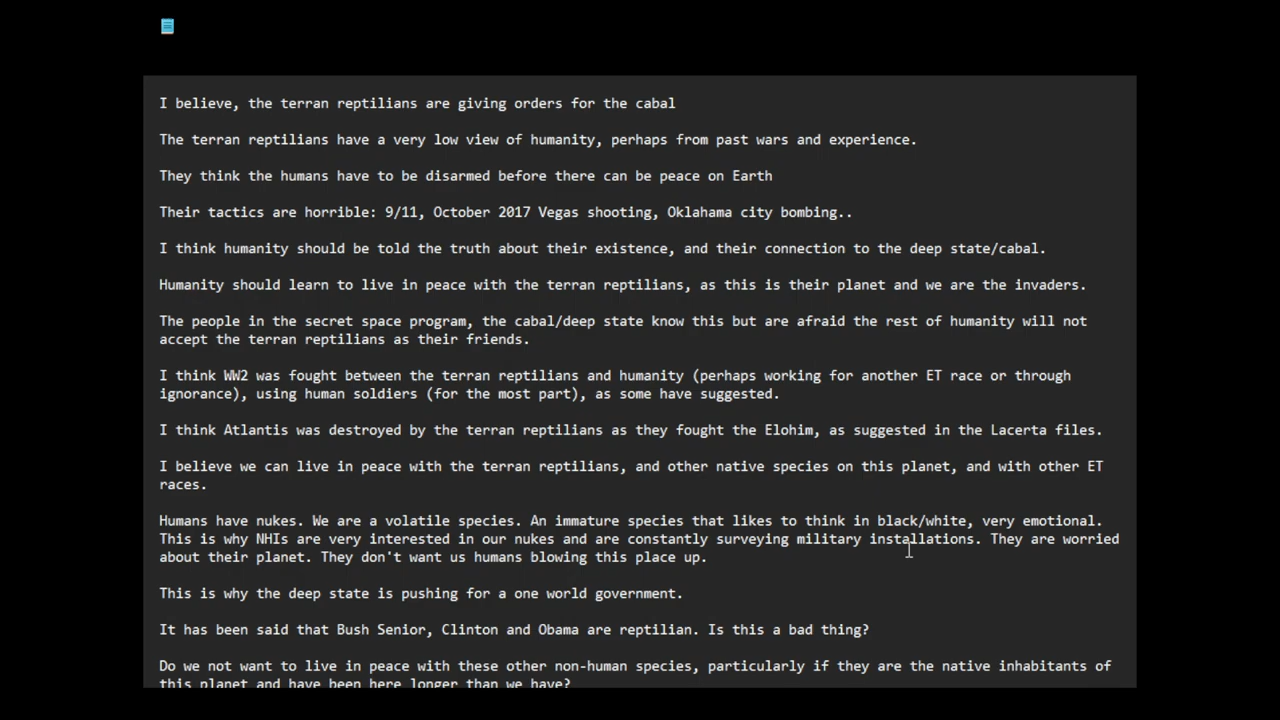 I believe, the terran reptilians are giving orders for the cabal
The terran reptilians have a very low view of humanity, perhaps from past wars and experience.
They think the humans have to be disarmed before there can be peace on Earth
Their tactics are horrible: 9/11, October 2017 Vegas shooting, Oklahoma city bombing..
I think humanity should be told the truth about their existence, and their connection to the deep state/cabal.
Humanity should learn to live in peace with the terran reptilians, as this is their planet and we are the invaders.
The people in the secret space program, the cabal/deep state know this but are afraid the rest of humanity will not
accept the terran reptilians as their friends.
I think WW2 was fought between the terran reptilians and humanity (perhaps working for another ET race or through
ignorance), using human soldiers (for the most part), as some have suggested.
I think Atlantis was destroyed by the terran reptilians as they fought the Elohim, as suggested in the Lacerta files.
I believe we can live in peace with the terran reptilians, and other native species on this planet, and with other ET
races.
Humans have nukes. We are a volatile species. An immature species that likes to think in black/white, very emotional.
This is why NHIs are very interested in our nukes and are constantly surveying military installations. They are worried
about their planet. They don't want us humans blowing this place up.
This is why the deep state is pushing for a one world government.
It has been said that Bush Senior, Clinton and Obama are reptilian. Is this a bad thing?
Do we not want to live in peace with these other non-human species, particularly if they are the native inhabitants of
this planet and have been here longer than we have?